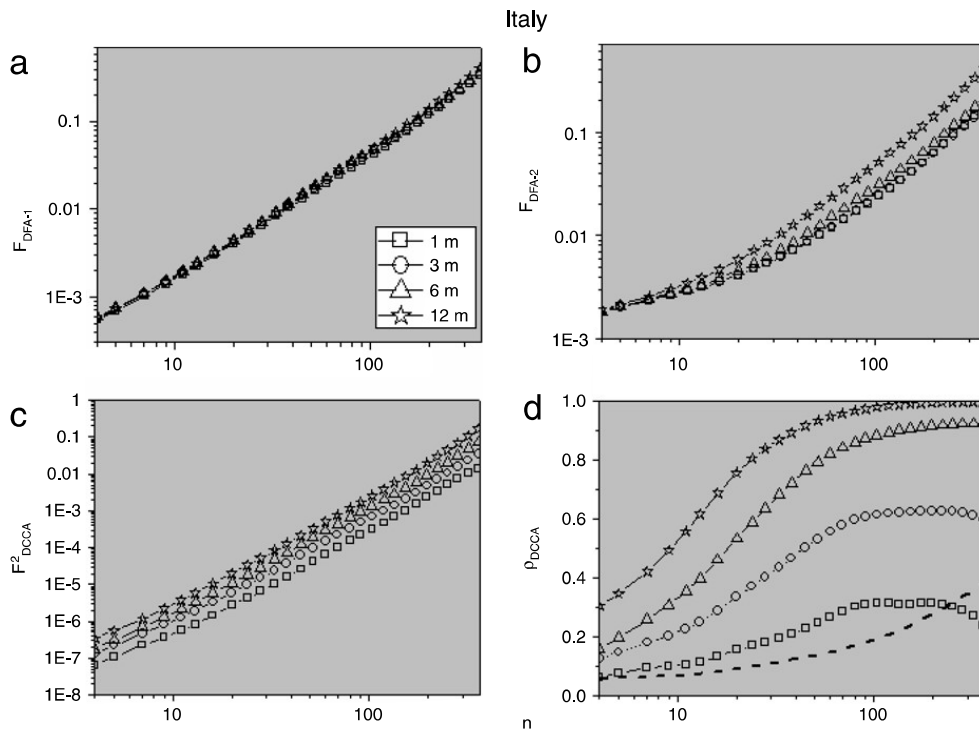 Italy
a
0.1
0.01
1E-3
F_DFA-1
10
100
1 m
3 m
6 m
12 m
b
0.1
0.01
1E-3
F_DFA-2
10
100
c
1
0.1
0.01
1E-3
1E-4
1E-5
1E-6
1E-7
1E-8
F²_DCCA
10
100
d
1.0
0.8
0.6
0.4
0.2
0.0
ρ_DCCA
10
100
n